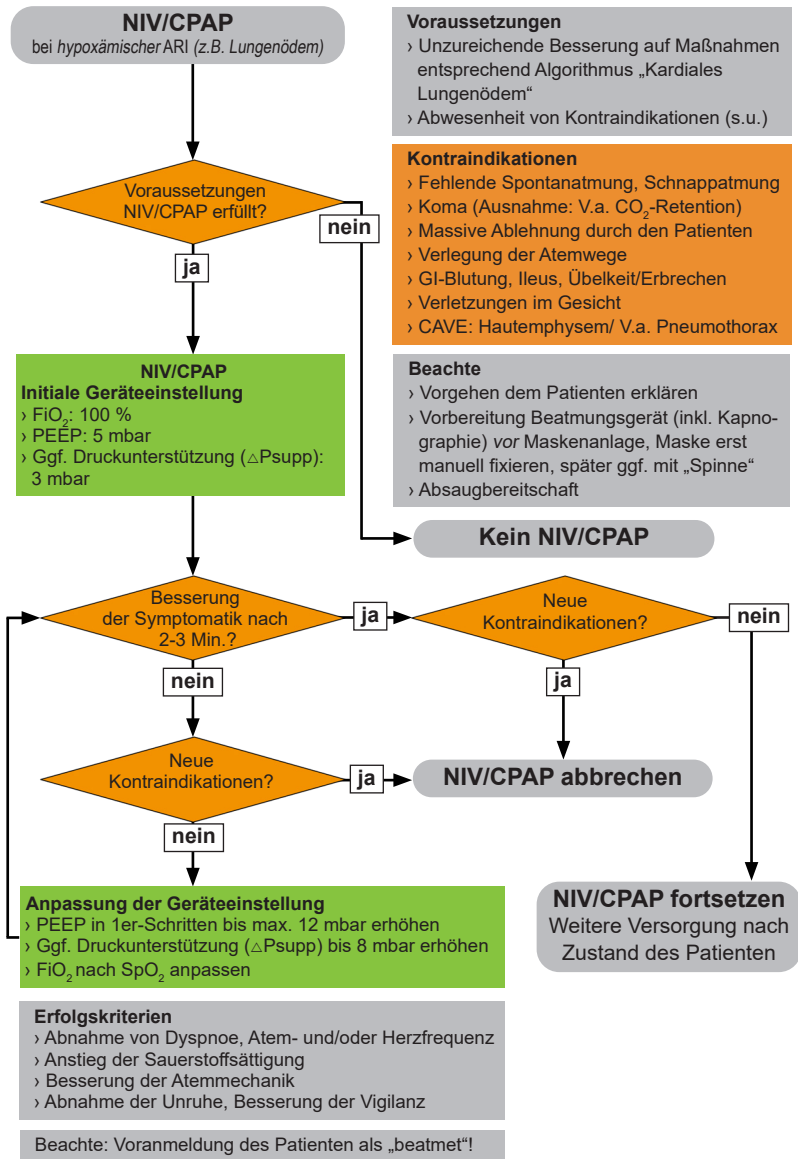 NIV/CPAP
bei hypoxämischer ARI (z.B. Lungenödem)
Voraussetzungen
› Unzureichende Besserung auf Maßnahmen
entsprechend Algorithmus „Kardiales
Lungenödem“
› Abwesenheit von Kontraindikationen (s.u.)
Voraussetzungen
NIV/CPAP erfüllt?
nein
ja
Kontraindikationen
› Fehlende Spontanatmung, Schnappatmung
› Koma (Ausnahme: V.a. CO₂-Retention)
› Massive Ablehnung durch den Patienten
› Verlegung der Atemwege
› GI-Blutung, Ileus, Übelkeit/Erbrechen
› Verletzungen im Gesicht
› CAVE: Hautemphysem/ V.a. Pneumothorax
NIV/CPAP
Initiale Geräteeinstellung
› FiO₂: 100 %
› PEEP: 5 mbar
› Ggf. Druckunterstützung (△Psupp):
3 mbar
Beachte
› Vorgehen dem Patienten erklären
› Vorbereitung Beatmungsgerät (inkl. Kapno-
graphie) vor Maskenanlage, Maske erst
manuell fixieren, später ggf. mit „Spinne“
› Absaugbereitschaft
Kein NIV/CPAP
Besserung
der Symptomatik nach
2-3 Min.?
ja
Neue
Kontraindikationen?
nein
nein
ja
Neue
Kontraindikationen?
ja
NIV/CPAP abbrechen
nein
Anpassung der Geräteeinstellung
› PEEP in 1er-Schritten bis max. 12 mbar erhöhen
› Ggf. Druckunterstützung (△Psupp) bis 8 mbar erhöhen
› FiO₂ nach SpO₂ anpassen
NIV/CPAP fortsetzen
Weitere Versorgung nach
Zustand des Patienten
Erfolgskriterien
› Abnahme von Dyspnoe, Atem- und/oder Herzfrequenz
› Anstieg der Sauerstoffsättigung
› Besserung der Atemmechanik
› Abnahme der Unruhe, Besserung der Vigilanz
Beachte: Voranmeldung des Patienten als „beatmet“!